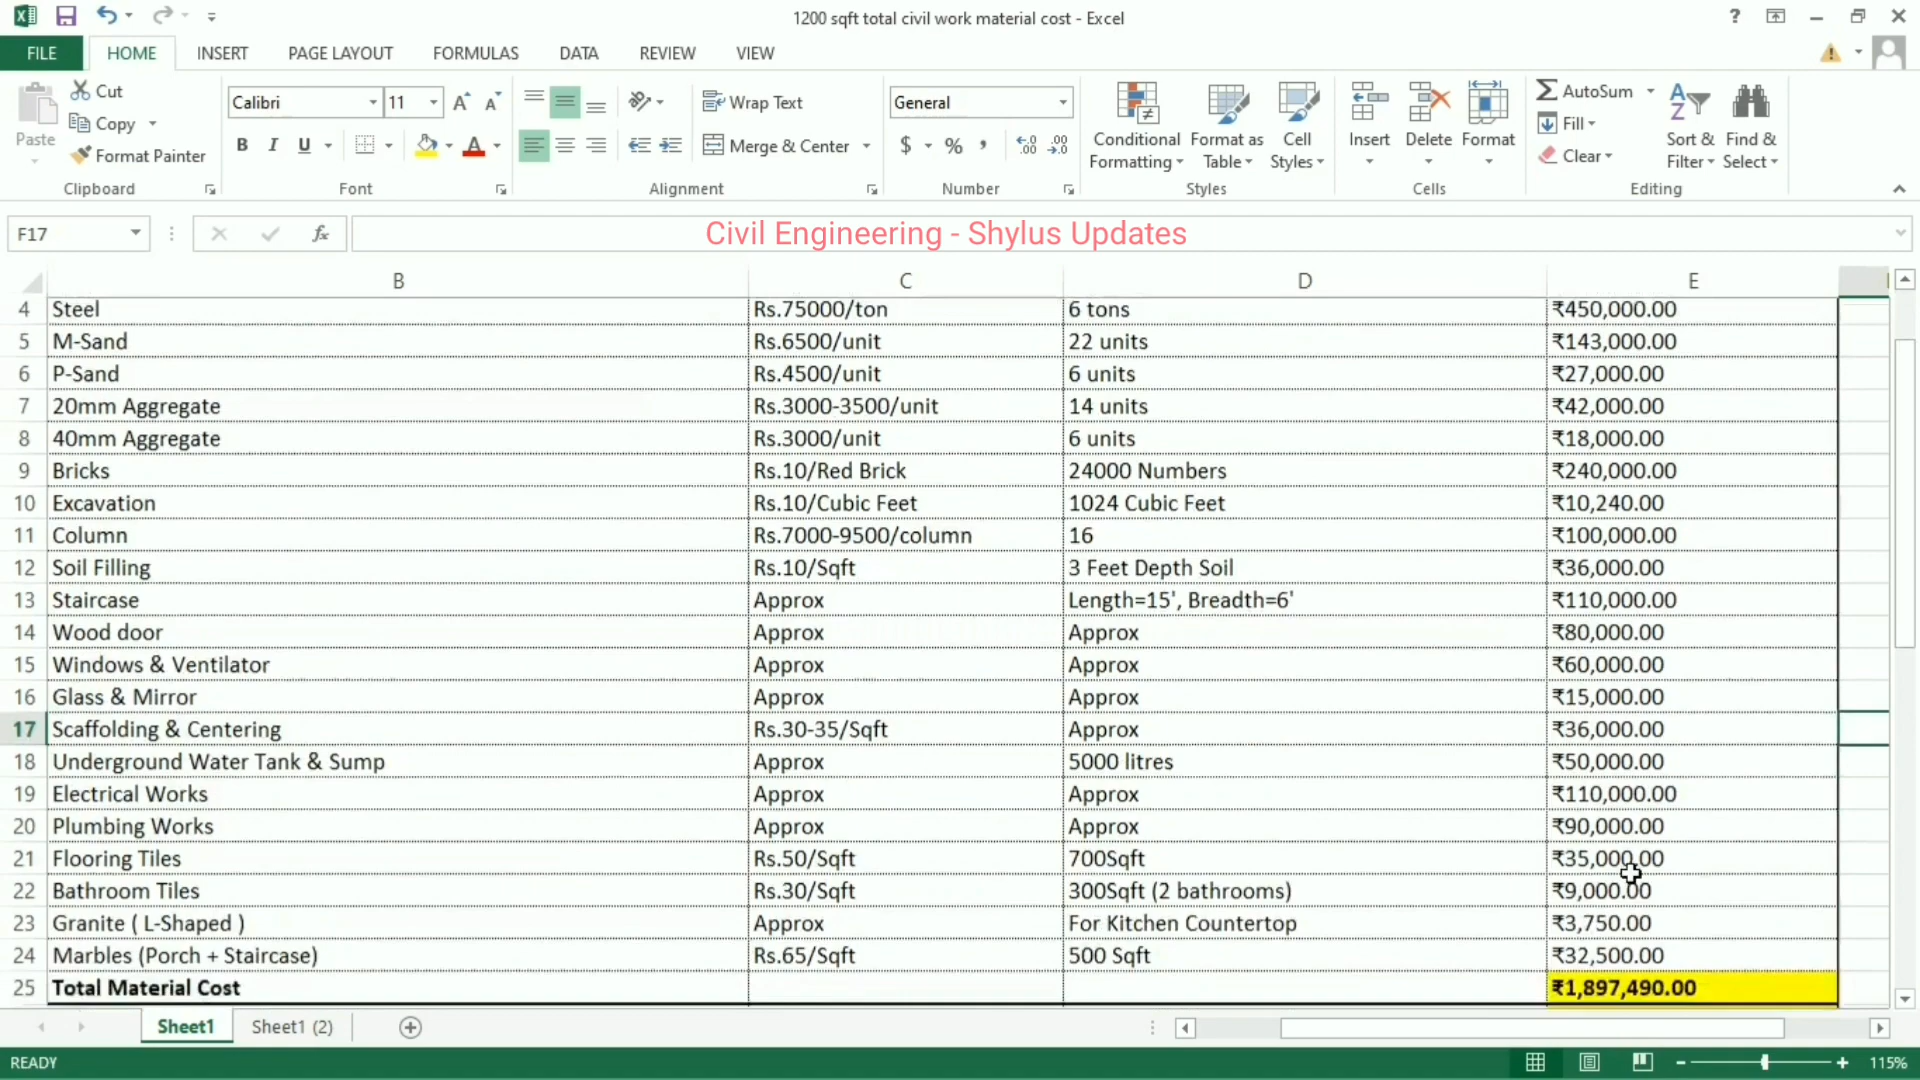 1200 sqft total civil work material cost - Excel
FILE HOME INSERT PAGE LAYOUT FORMULAS DATA REVIEW VIEW
Cut
Copy
Format Painter
Paste
Clipboard
Calibri 11
B I U
Font
Wrap Text
Merge & Center
Alignment
General
$ % ,
Number
Conditional Formatting
Format as Table
Cell Styles
Styles
Insert Delete Format
Cells
AutoSum
Fill
Clear
Sort & Filter
Find & Select
Editing
F17 fx Civil Engineering - Shylus Updates
B C D E
4 Steel Rs.75000/ton 6 tons ₹450,000.00
5 M-Sand Rs.6500/unit 22 units ₹143,000.00
6 P-Sand Rs.4500/unit 6 units ₹27,000.00
7 20mm Aggregate Rs.3000-3500/unit 14 units ₹42,000.00
8 40mm Aggregate Rs.3000/unit 6 units ₹18,000.00
9 Bricks Rs.10/Red Brick 24000 Numbers ₹240,000.00
10 Excavation Rs.10/Cubic Feet 1024 Cubic Feet ₹10,240.00
11 Column Rs.7000-9500/column 16 ₹100,000.00
12 Soil Filling Rs.10/Sqft 3 Feet Depth Soil ₹36,000.00
13 Staircase Approx Length=15', Breadth=6' ₹110,000.00
14 Wood door Approx Approx ₹80,000.00
15 Windows & Ventilator Approx Approx ₹60,000.00
16 Glass & Mirror Approx Approx ₹15,000.00
17 Scaffolding & Centering Rs.30-35/Sqft Approx ₹36,000.00
18 Underground Water Tank & Sump Approx 5000 litres ₹50,000.00
19 Electrical Works Approx Approx ₹110,000.00
20 Plumbing Works Approx Approx ₹90,000.00
21 Flooring Tiles Rs.50/Sqft 700Sqft ₹35,000.00
22 Bathroom Tiles Rs.30/Sqft 300Sqft (2 bathrooms) ₹9,000.00
23 Granite ( L-Shaped ) Approx For Kitchen Countertop ₹3,750.00
24 Marbles (Porch + Staircase) Rs.65/Sqft 500 Sqft ₹32,500.00
25 Total Material Cost ₹1,897,490.00
Sheet1 Sheet1 (2)
READY 115%